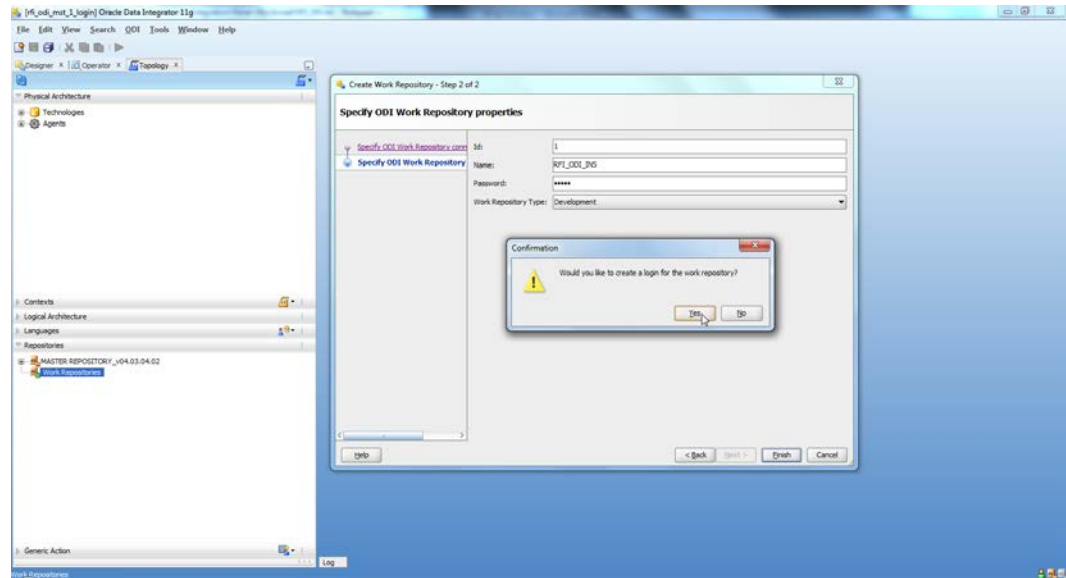 [rfi_odi_mst_1_login] Oracle Data Integrator 11g
File Edit View Search ODI Tools Window Help
Designer × Operator × Topology ×
Physical Architecture
Technologies
Agents
Contexts
Logical Architecture
Languages
Repositories
MASTER REPOSITORY_v04.03.04.02
Work Repositories
Generic Action
Work Repositories
Log
Create Work Repository - Step 2 of 2
Specify ODI Work Repository properties
Specify ODI Work Repository conn
Specify ODI Work Repository
Id: 1
Name: RFI_ODI_INS
Password: •••••
Work Repository Type: Development
Confirmation
Would you like to create a login for the work repository?
Yes No
Help < Back Next > Finish Cancel